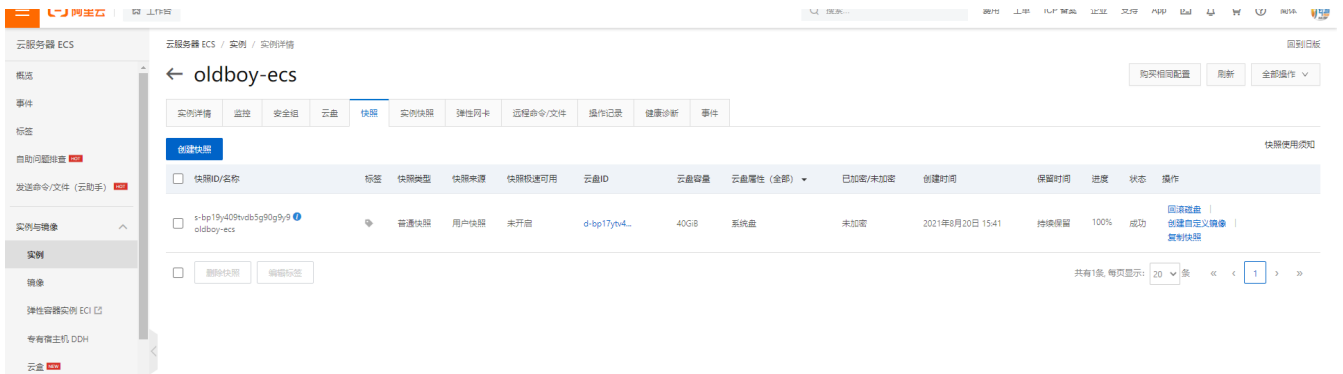 阿里云 工作台 搜索... 费用 工单 ICP 备案 企业 支持 App 简体
云服务器 ECS
概览
事件
标签
自助问题排查 HOT
发送命令/文件（云助手） HOT
实例与镜像
实例
镜像
弹性容器实例 ECI
专有宿主机 DDH
云盒 NEW
云服务器 ECS / 实例 / 实例详情 回到旧版
← oldboy-ecs 购买相同配置 刷新 全部操作
实例详情 监控 安全组 云盘 快照 实例快照 弹性网卡 远程命令/文件 操作记录 健康诊断 事件
创建快照 快照使用须知
快照ID/名称 标签 快照类型 快照来源 快照极速可用 云盘ID 云盘容量 云盘属性（全部） 已加密/未加密 创建时间 保留时间 进度 状态 操作
s-bp19y409tvdb5g90g9y9 普通快照 用户快照 未开启 d-bp17ytv4... 40GiB 系统盘 未加密 2021年8月20日 15:41 持续保留 100% 成功 回滚磁盘
oldboy-ecs 创建自定义镜像
复制快照
删除快照 编辑标签 共有1条, 每页显示: 20 条 « ‹ 1 › »